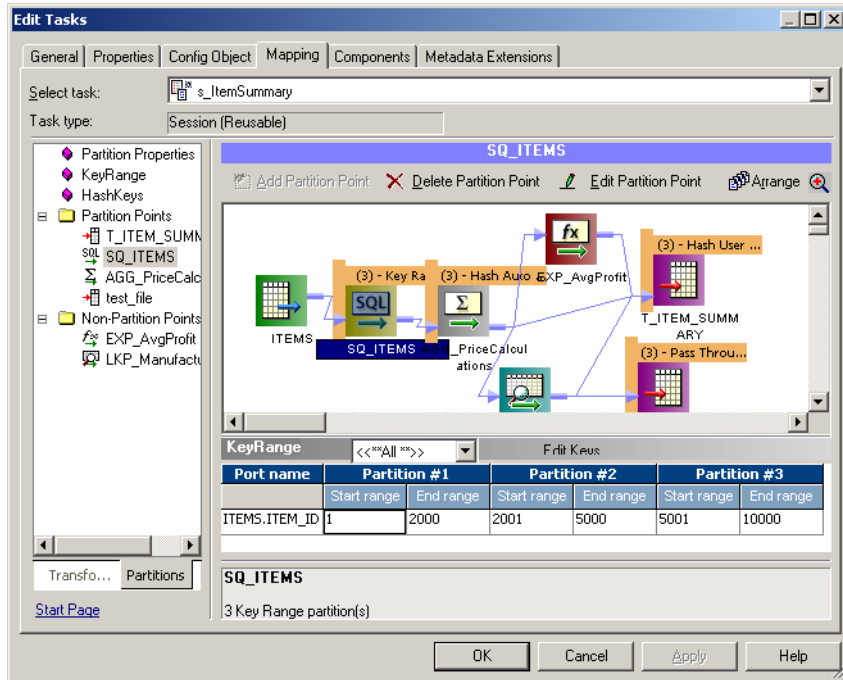 Edit Tasks
General Properties Config Object Mapping Components Metadata Extensions
Select task: s_ItemSummary
Task type: Session (Reusable)
Partition Properties
KeyRange
HashKeys
Partition Points
T_ITEM_SUMM
SQL SQ_ITEMS
Σ AGG_PriceCalc
test_file
Non-Partition Points
fx EXP_AvgProfit
LKP_Manufactu
Transfo... Partitions
Start Page
SQ_ITEMS
Add Partition Point Delete Partition Point Edit Partition Point Arrange
fx
(3) - Hash User ...
(3) - Key Ra (3) - Hash Auto EXP_AvgProfit
SQL Σ
ITEMS
T_ITEM_SUMM
ARY
SQ_ITEMS AGG_PriceCalcul
ations
(3) - Pass Throu...
KeyRange <<**All **>> Edit Keys
Port name Partition #1 Partition #2 Partition #3
Start range End range Start range End range Start range End range
ITEMS.ITEM_ID 1 2000 2001 5000 5001 10000
SQ_ITEMS
3 Key Range partition(s)
OK Cancel Apply Help